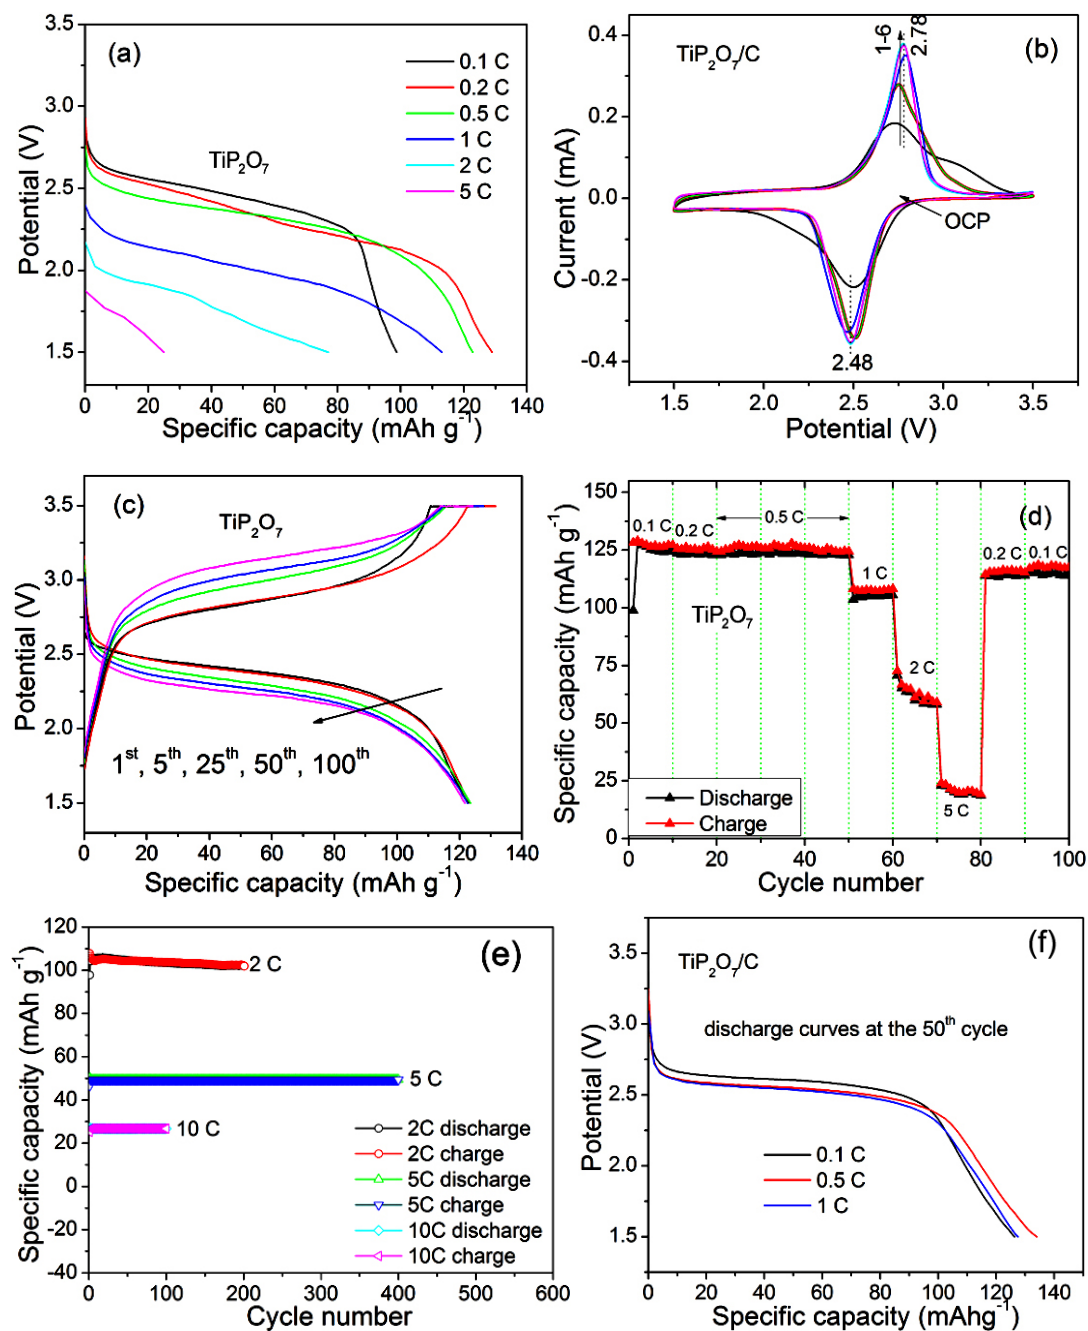 (a)
TiP₂O₇
0.1 C
0.2 C
0.5 C
1 C
2 C
5 C
3.5
3.0
2.5
2.0
1.5
Potential (V)
0 20 40 60 80 100 120 140
Specific capacity (mAh g⁻¹)
(b)
TiP₂O₇/C
1-6
2.78
OCP
2.48
0.4
0.2
0.0
-0.2
-0.4
Current (mA)
1.5 2.0 2.5 3.0 3.5
Potential (V)
(c)
TiP₂O₇
1ˢᵗ, 5ᵗʰ, 25ᵗʰ, 50ᵗʰ, 100ᵗʰ
3.5
3.0
2.5
2.0
1.5
Potential (V)
0 20 40 60 80 100 120 140
Specific capacity (mAh g⁻¹)
(d)
0.1 C 0.2 C 0.5 C
1 C
2 C
5 C
0.2 C 0.1 C
TiP₂O₇
Discharge
Charge
150
125
100
75
50
25
0
Specific capacity (mAh g⁻¹)
0 20 40 60 80 100
Cycle number
(e)
2 C
5 C
10 C
2C discharge
2C charge
5C discharge
5C charge
10C discharge
10C charge
120
100
80
60
40
20
0
-20
-40
Specific capacity (mAh g⁻¹)
0 100 200 300 400 500 600
Cycle number
(f)
TiP₂O₇/C
discharge curves at the 50ᵗʰ cycle
0.1 C
0.5 C
1 C
3.5
3.0
2.5
2.0
1.5
Potential (V)
0 20 40 60 80 100 120 140
Specific capacity (mAhg⁻¹)